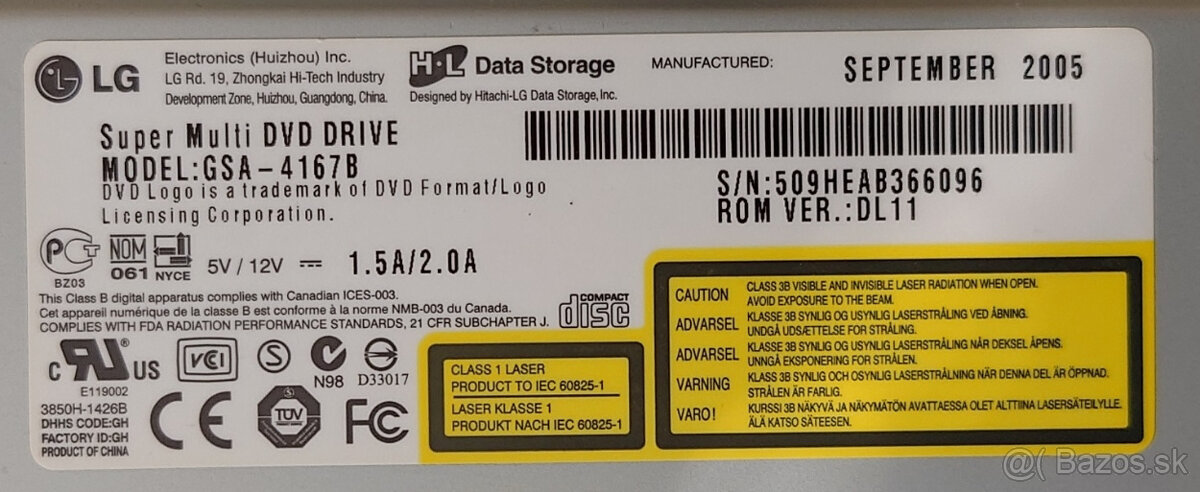 LG
Electronics (Huizhou) Inc.
LG Rd. 19, Zhongkai Hi-Tech Industry
Development Zone, Huizhou, Guangdong, China.
H·L Data Storage
Designed by Hitachi-LG Data Storage, Inc.
MANUFACTURED: SEPTEMBER 2005
Super Multi DVD DRIVE
MODEL:GSA-4167B
DVD Logo is a trademark of DVD Format/Logo
Licensing Corporation.
S/N:509HEAB366096
ROM VER.:DL11
BZ03
NOM
061 NYCE
5V / 12V ⎓ 1.5A/2.0A
This Class B digital apparatus complies with Canadian ICES-003.
Cet appareil numérique de la classe B est conforme à la norme NMB-003 du Canada.
COMPLIES WITH FDA RADIATION PERFORMANCE STANDARDS, 21 CFR SUBCHAPTER J.
COMPACT
disc
c UR ® US
E119002
VCI
S
N98
D33017
3850H-1426B
DHHS CODE:GH
FACTORY ID:GH
PRODUCT OF CHINA
CE
TÜV
FC
CLASS 1 LASER
PRODUCT TO IEC 60825-1
LASER KLASSE 1
PRODUKT NACH IEC 60825-1
CAUTION CLASS 3B VISIBLE AND INVISIBLE LASER RADIATION WHEN OPEN.
AVOID EXPOSURE TO THE BEAM.
ADVARSEL KLASSE 3B SYNLIG OG USYNLIG LASERSTRÅLING VED ÅBNING.
UNDGÅ UDSÆTTELSE FOR STRÅLING.
ADVARSEL KLASSE 3B SYNLIG OG USYNLIG LASERSTRÅLING NÅR DEKSEL ÅPENS.
UNNGÅ EKSPONERING FOR STRÅLEN.
VARNING KLASS 3B SYNLIG OCH OSYNLIG LASERSTRÅLNING NÄR DENNA DEL ÄR ÖPPNAD.
STRÅLEN ÄR FARLIG.
VARO! KURSSI 3B NÄKYVÄ JA NÄKYMÄTÖN AVATTAESSA OLET ALTTIINA LASERSÄTEILYLLE.
ÄLÄ KATSO SÄTEESEN.
@( Bazos.sk